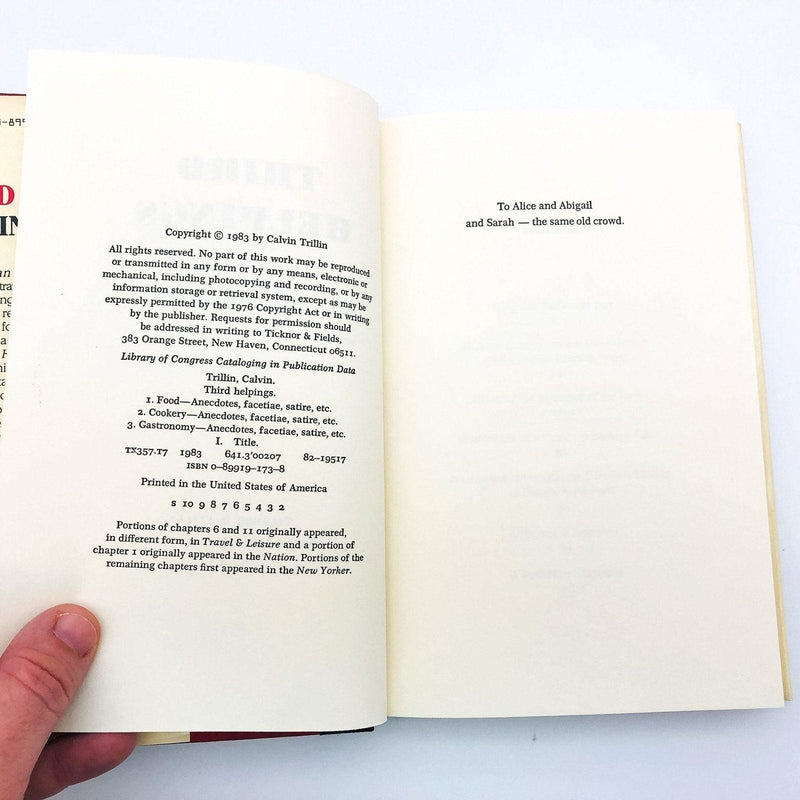 Copyright © 1983 by Calvin Trillin
All rights reserved. No part of this work may be reproduced
or transmitted in any form or by any means, electronic or
mechanical, including photocopying and recording, or by any
information storage or retrieval system, except as may be
expressly permitted by the 1976 Copyright Act or in writing
by the publisher. Requests for permission should
be addressed in writing to Ticknor & Fields,
383 Orange Street, New Haven, Connecticut 06511.
Library of Congress Cataloging in Publication Data
Trillin, Calvin.
Third helpings.
1. Food—Anecdotes, facetiae, satire, etc.
2. Cookery—Anecdotes, facetiae, satire, etc.
3. Gastronomy—Anecdotes, facetiae, satire, etc.
I. Title.
TX357.T7 1983 641.3'00207 82-19517
ISBN 0-89919-173-8
Printed in the United States of America
S 10 9 8 7 6 5 4 3 2
Portions of chapters 6 and 11 originally appeared,
in different form, in Travel & Leisure and a portion of
chapter 1 originally appeared in the Nation. Portions of the
remaining chapters first appeared in the New Yorker.
To Alice and Abigail
and Sarah — the same old crowd.